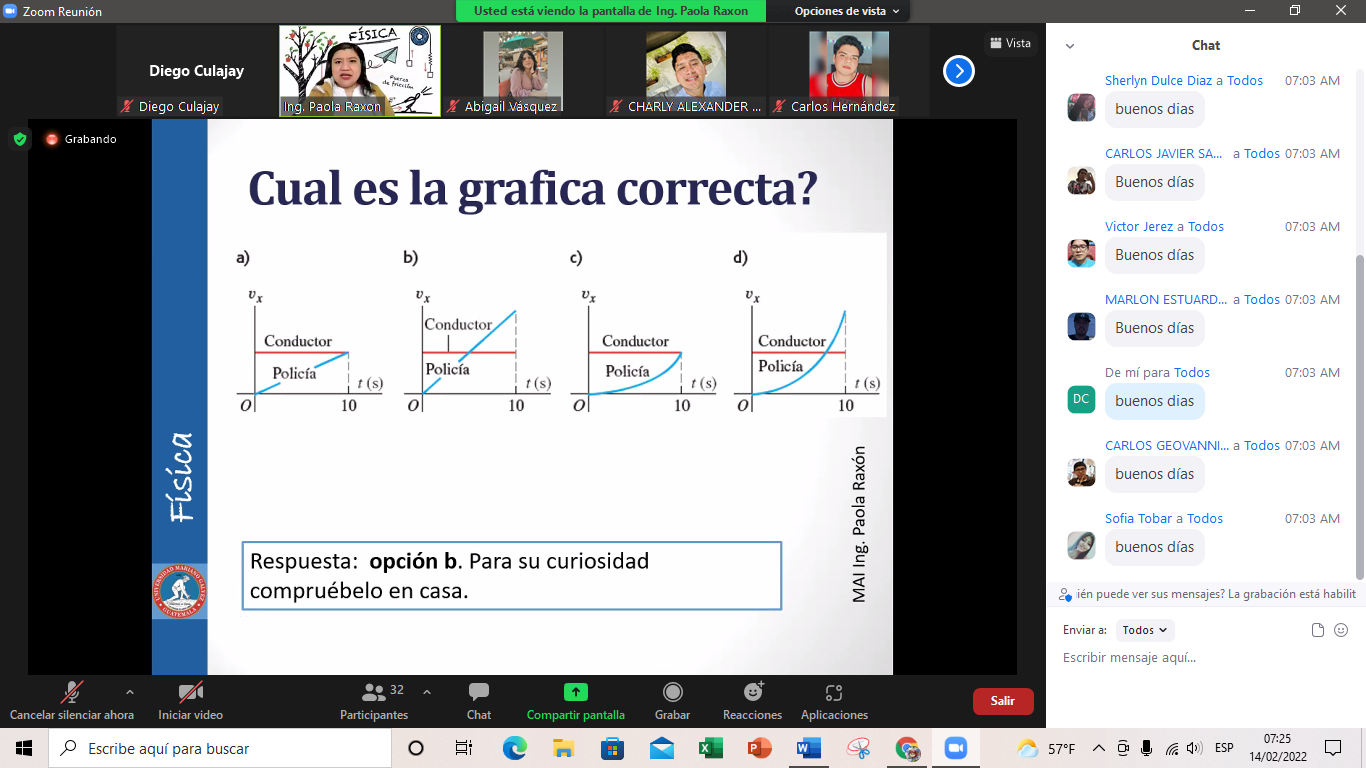 Zoom Reunión
Usted está viendo la pantalla de Ing. Paola Raxon
Opciones de vista
Diego Culajay
Diego Culajay
FÍSICA
Fuerza
de fricción
Ing. Paola Raxon
Abigail Vásquez
CHARLY ALEXANDER ...
Carlos Hernández
Vista
Grabando
Cual es la grafica correcta?
a)
b)
c)
d)
vx
Conductor
Policía
t (s)
O
10
vx
Conductor
Policía
t (s)
O
10
vx
Conductor
Policía
t (s)
O
10
vx
Conductor
Policía
t (s)
O
10
Física
UNIVERSIDAD MARIANO GALVEZ
GUATEMALA
MAI Ing. Paola Raxón
Respuesta: opción b. Para su curiosidad
compruébelo en casa.
Chat
Sherlyn Dulce Diaz a Todos 07:03 AM
buenos dias
CARLOS JAVIER SA... a Todos 07:03 AM
Buenos días
Victor Jerez a Todos 07:03 AM
Buenos días
MARLON ESTUARD... a Todos 07:03 AM
Buenos días
De mí para Todos 07:03 AM
DC
buenos dias
CARLOS GEOVANNI... a Todos 07:03 AM
buenos días
Sofia Tobar a Todos 07:03 AM
buenos días
ién puede ver sus mensajes? La grabación está habilit
Enviar a: Todos
Escribir mensaje aquí...
Cancelar silenciar ahora
Iniciar video
32
Participantes
Chat
Compartir pantalla
Grabar
Reacciones
Aplicaciones
Salir
Escribe aquí para buscar
57°F
ESP
07:25
14/02/2022